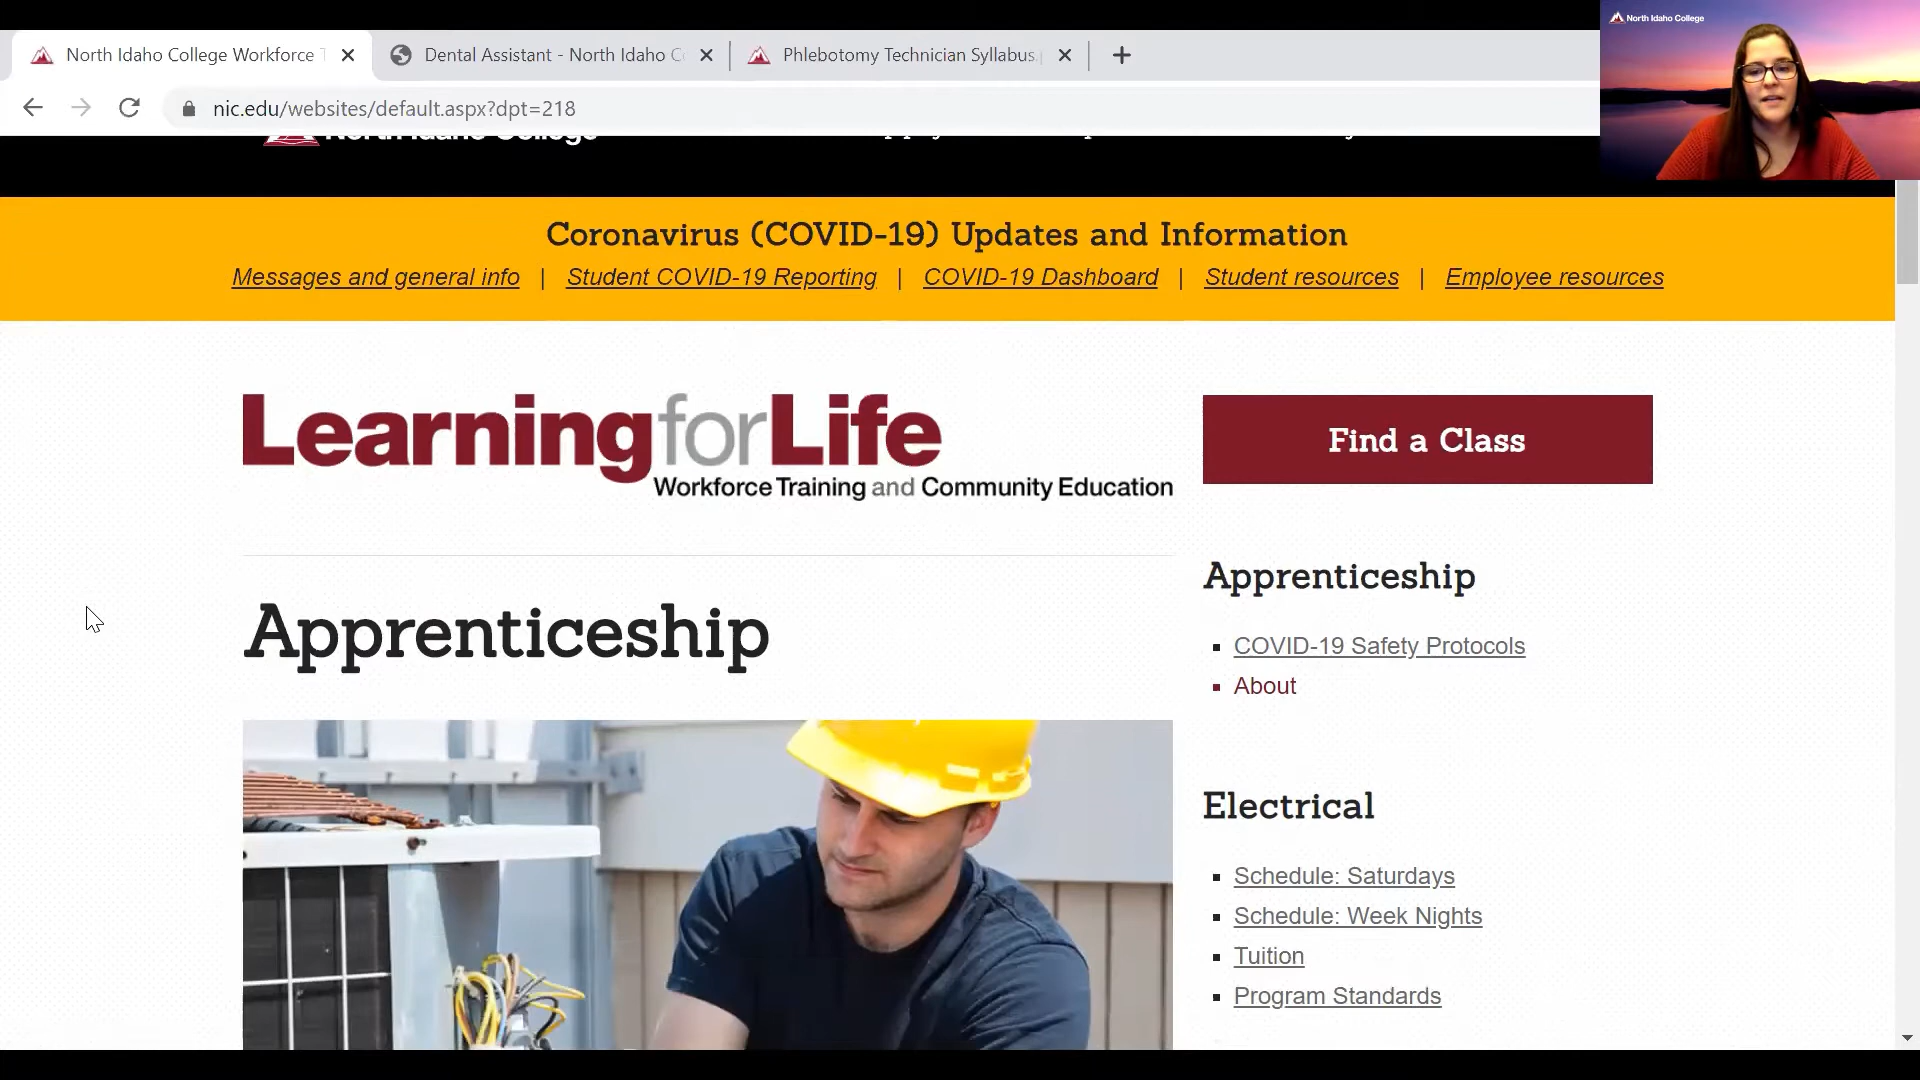 North Idaho College Workforce
Dental Assistant - North Idaho
Phlebotomy Technician Syllabus.
North Idaho College
nic.edu/websites/default.aspx?dpt=218
North Idaho College
Coronavirus (COVID-19) Updates and Information
Messages and general info | Student COVID-19 Reporting | COVID-19 Dashboard | Student resources | Employee resources
LearningforLife
Workforce Training and Community Education
Find a Class
Apprenticeship
Apprenticeship
COVID-19 Safety Protocols
About
Electrical
Schedule: Saturdays
Schedule: Week Nights
Tuition
Program Standards